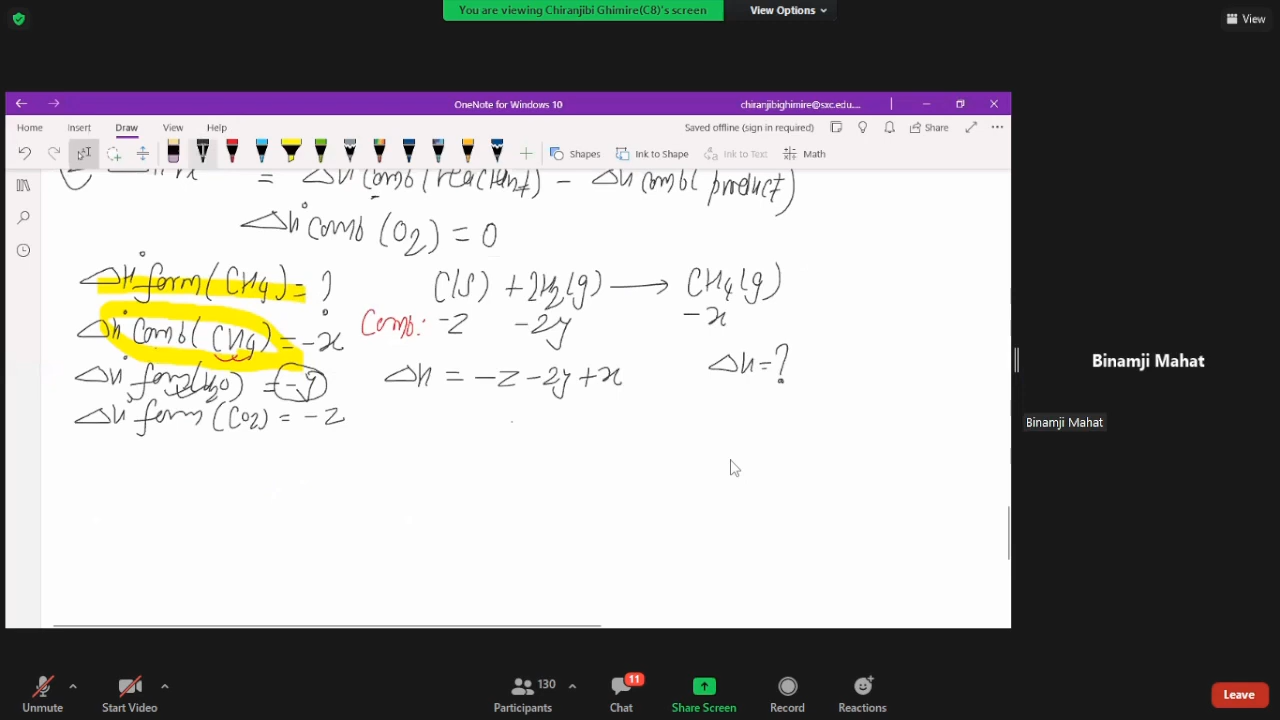 You are viewing Chiranjibi Ghimire(C8)'s screen
View Options
View
OneNote for Windows 10
chiranjibighimire@sxc.edu....
Home Insert Draw View Help
Saved offline (sign in required)
Share
Shapes
Ink to Shape
Ink to Text
Math
= ΔH comb(reactant) - ΔH comb(product)
ΔH° comb (O2) = 0
ΔH° form (CH4) = ?
C(s) + 2H2(g) ⟶ CH4(g)
ΔH° comb (CH4) = -x
Comb: -z -2y -x
ΔH° form (H2O) = -y
ΔH = -z - 2y + x
ΔH = ?
ΔH° form (CO2) = -z
Binamji Mahat
Binamji Mahat
Unmute
Start Video
130
Participants
11
Chat
Share Screen
Record
Reactions
Leave